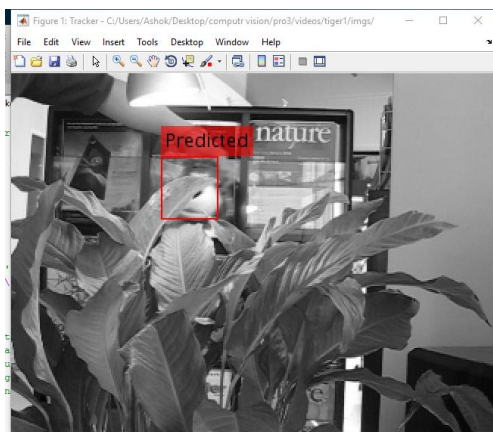 Figure 1: Tracker - C:/Users/Ashok/Desktop/computr vision/pro3/videos/tiger1/imgs/
File Edit View Insert Tools Desktop Window Help
Predicted
nature